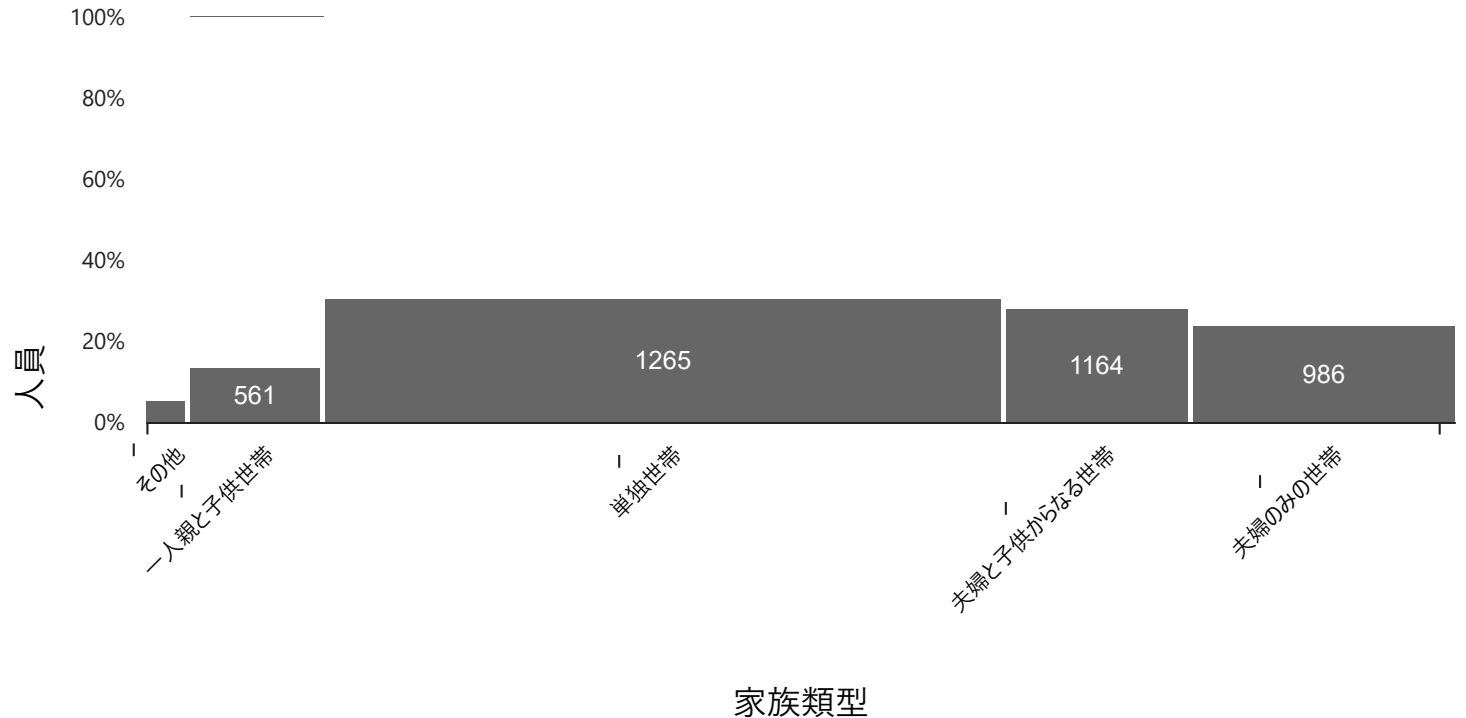 100%
80%
60%
40%
20%
0%
人員
561
1265
1164
986
その他
一人親と子供世帯
単独世帯
夫婦と子供からなる世帯
夫婦のみの世帯
家族類型